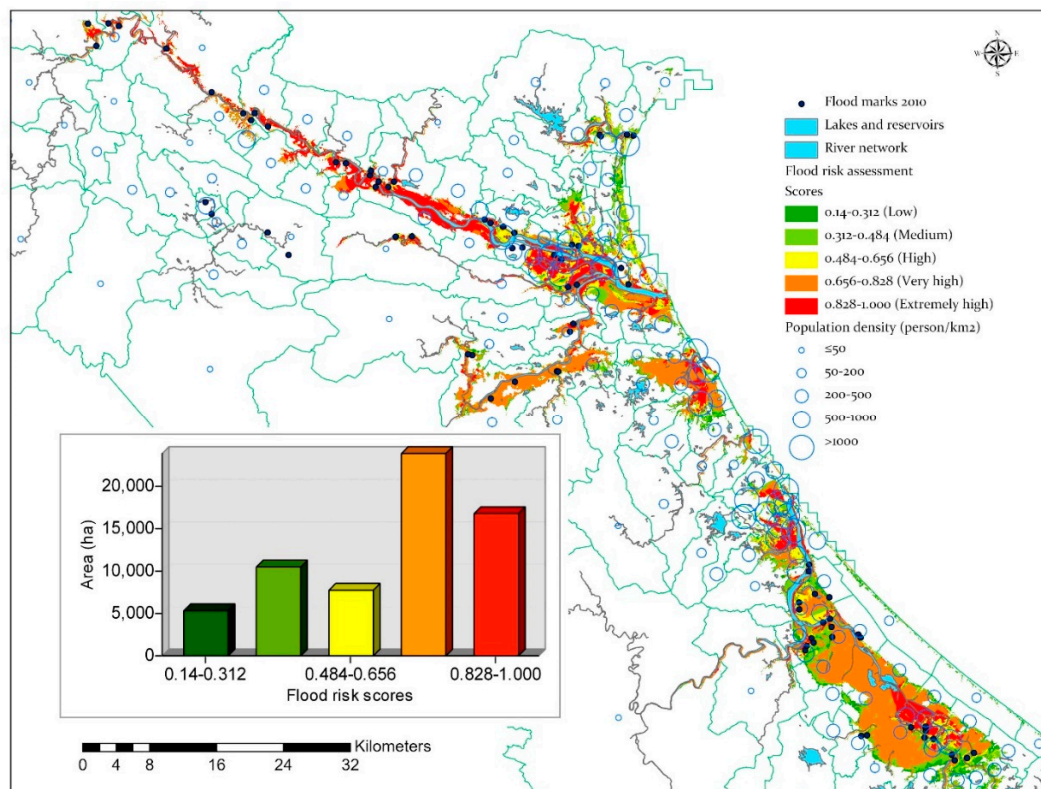 N
W E
S
Flood marks 2010
Lakes and reservoirs
River network
Flood risk assessment
Scores
0.14-0.312 (Low)
0.312-0.484 (Medium)
0.484-0.656 (High)
0.656-0.828 (Very high)
0.828-1.000 (Extremely high)
Population density (person/km2)
≤50
50-200
200-500
500-1000
>1000
Area (ha)
20,000
15,000
10,000
5,000
0
0.14-0.312 0.484-0.656 0.828-1.000
Flood risk scores
Kilometers
0 4 8 16 24 32